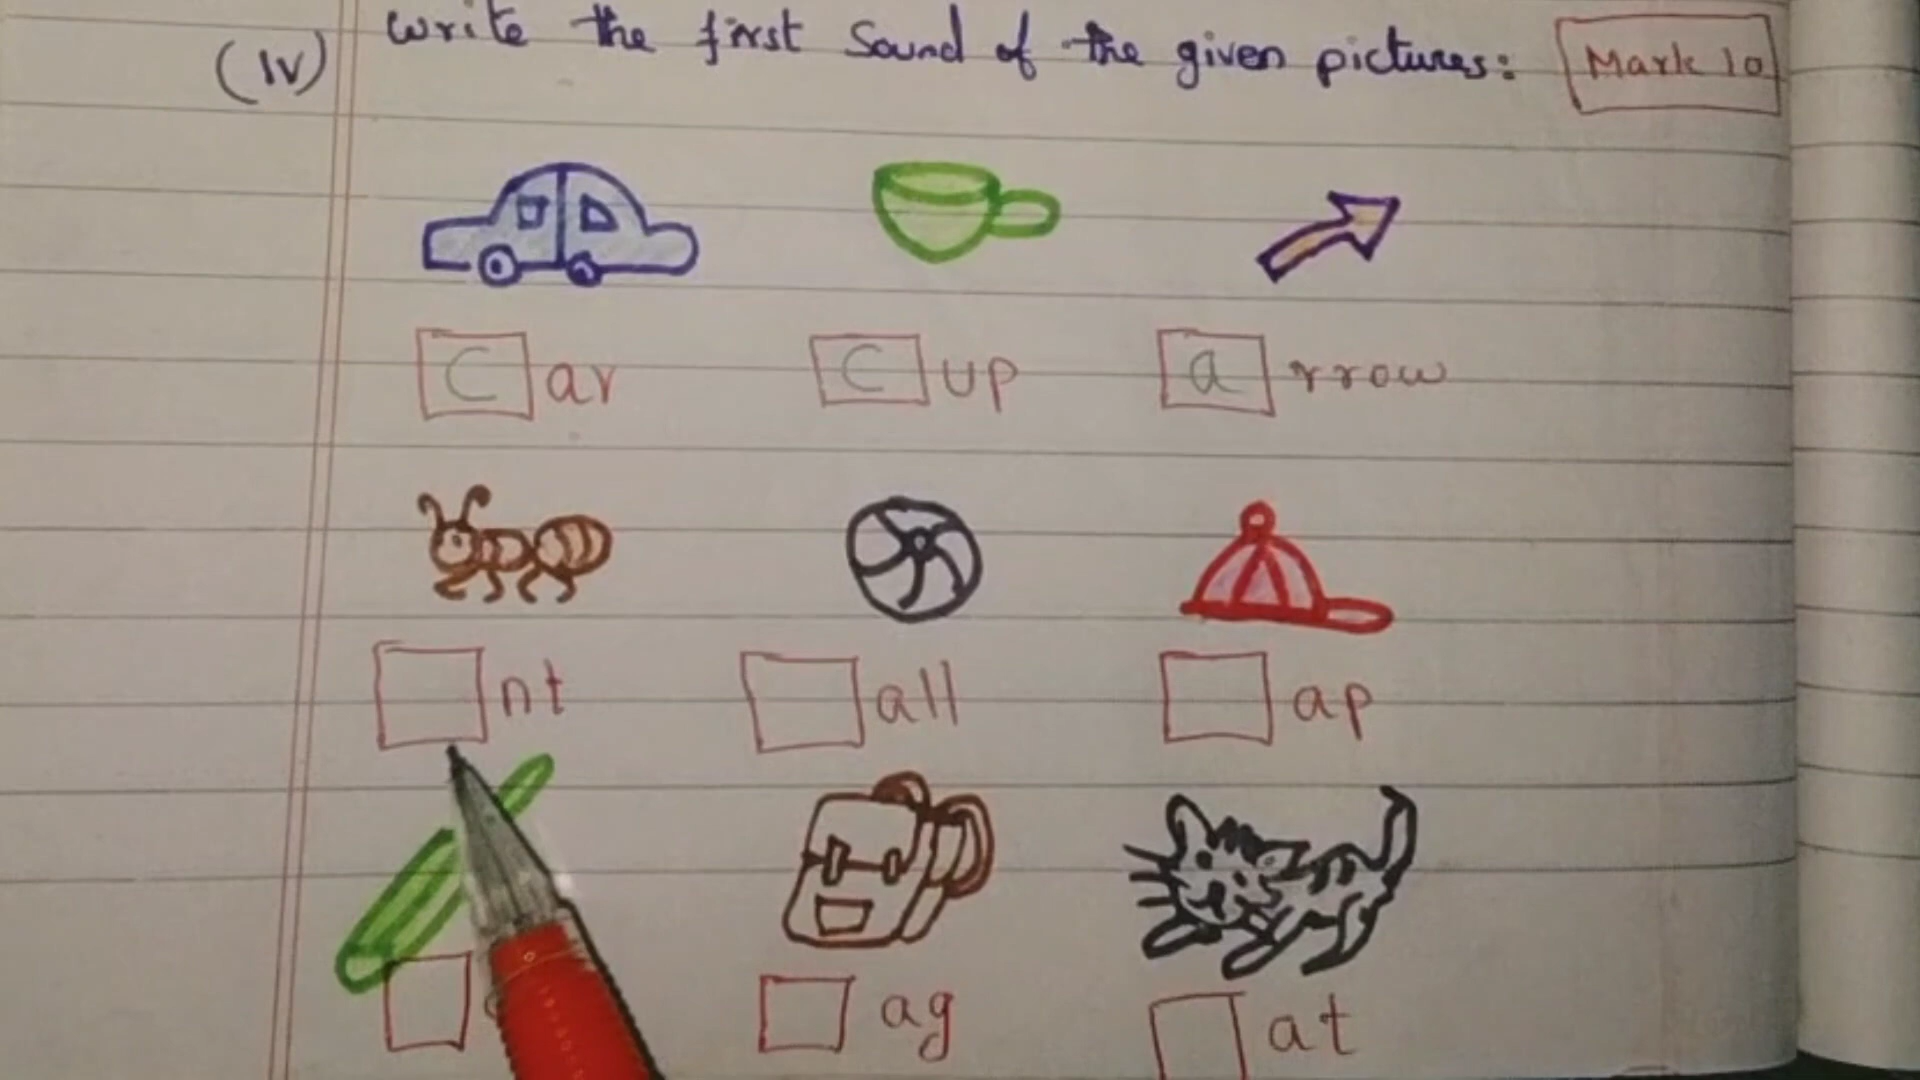 (IV) Write the first Sound of the given pictures: Mark 10
C ar C up a rrow
nt all ap
ag at